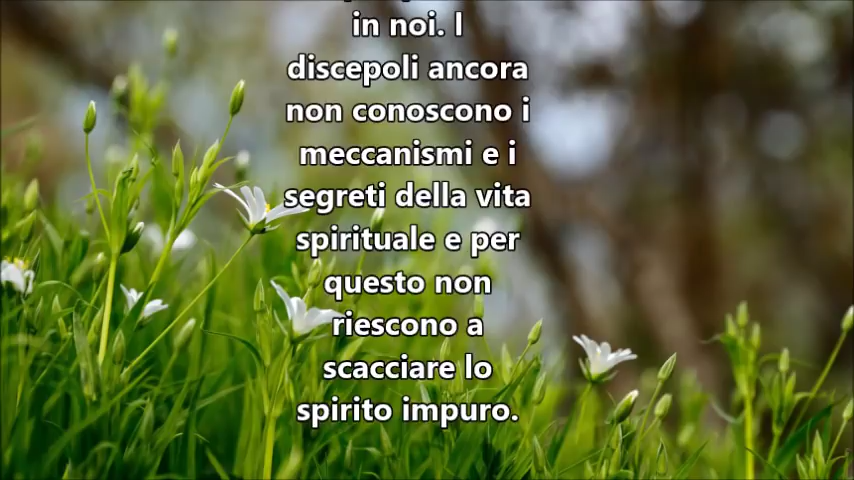 in noi. I
discepoli ancora
non conoscono i
meccanismi e i
segreti della vita
spirituale e per
questo non
riescono a
scacciare lo
spirito impuro.